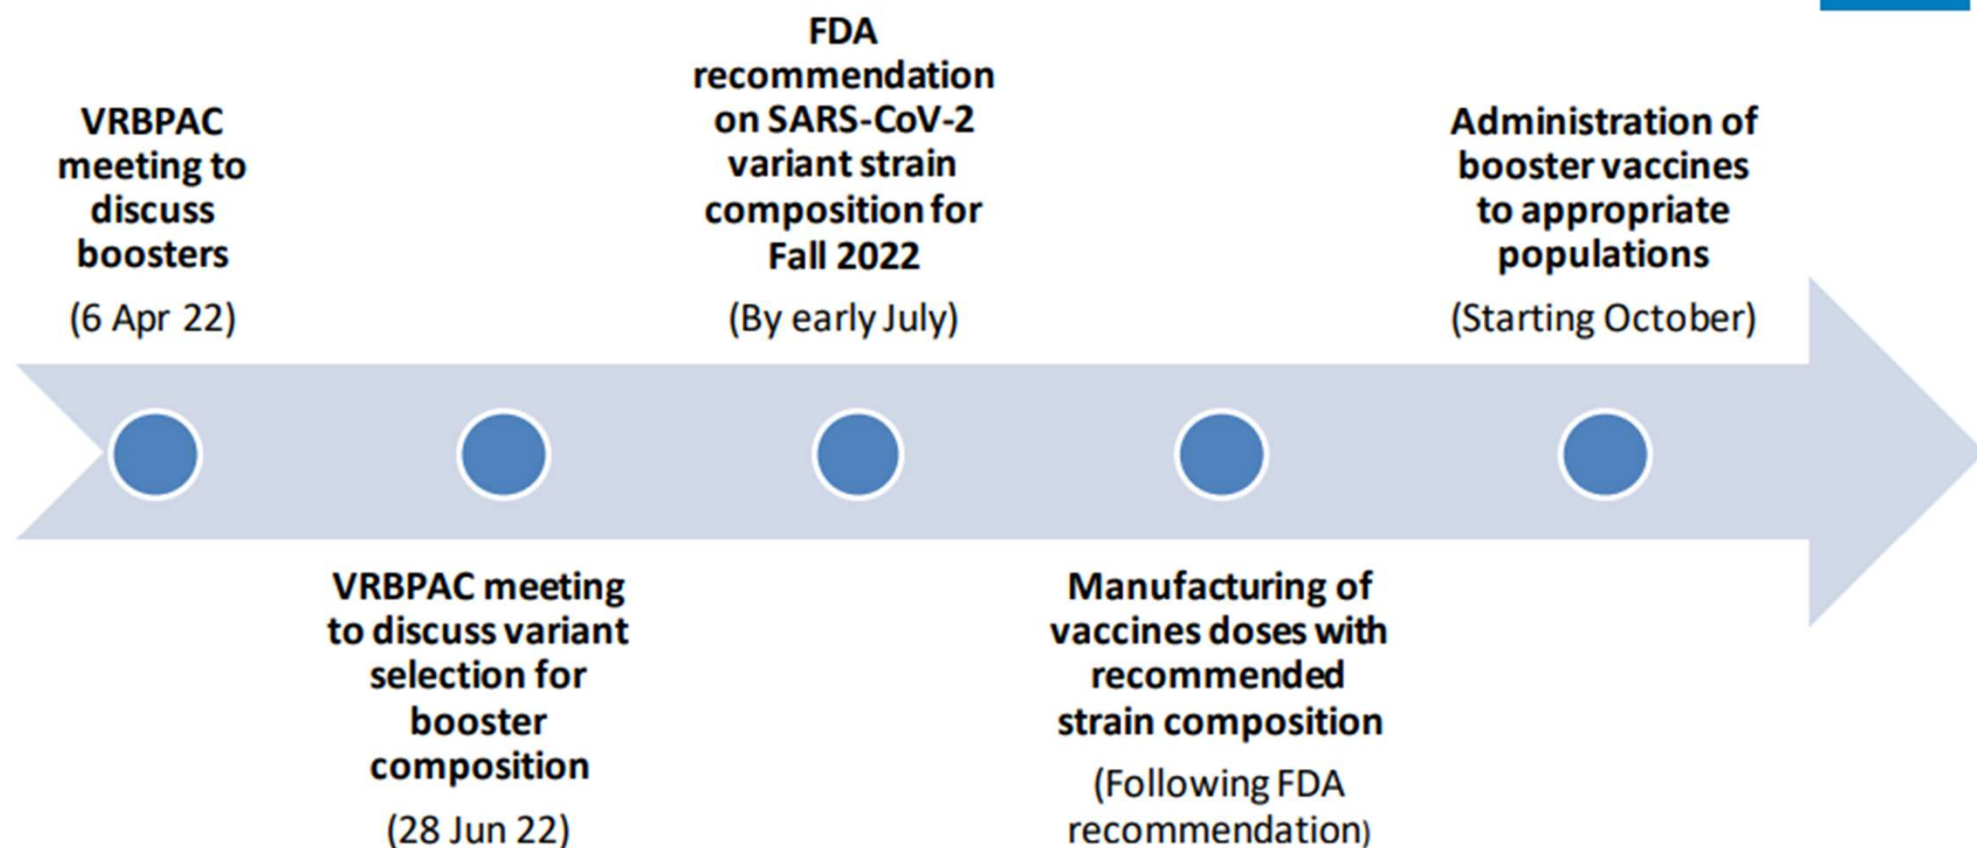 VRBPAC
meeting to
discuss
boosters
(6 Apr 22)
VRBPAC meeting
to discuss variant
selection for
booster
composition
(28 Jun 22)
FDA
recommendation
on SARS-CoV-2
variant strain
composition for
Fall 2022
(By early July)
Manufacturing of
vaccines doses with
recommended
strain composition
(Following FDA
recommendation)
Administration of
booster vaccines
to appropriate
populations
(Starting October)